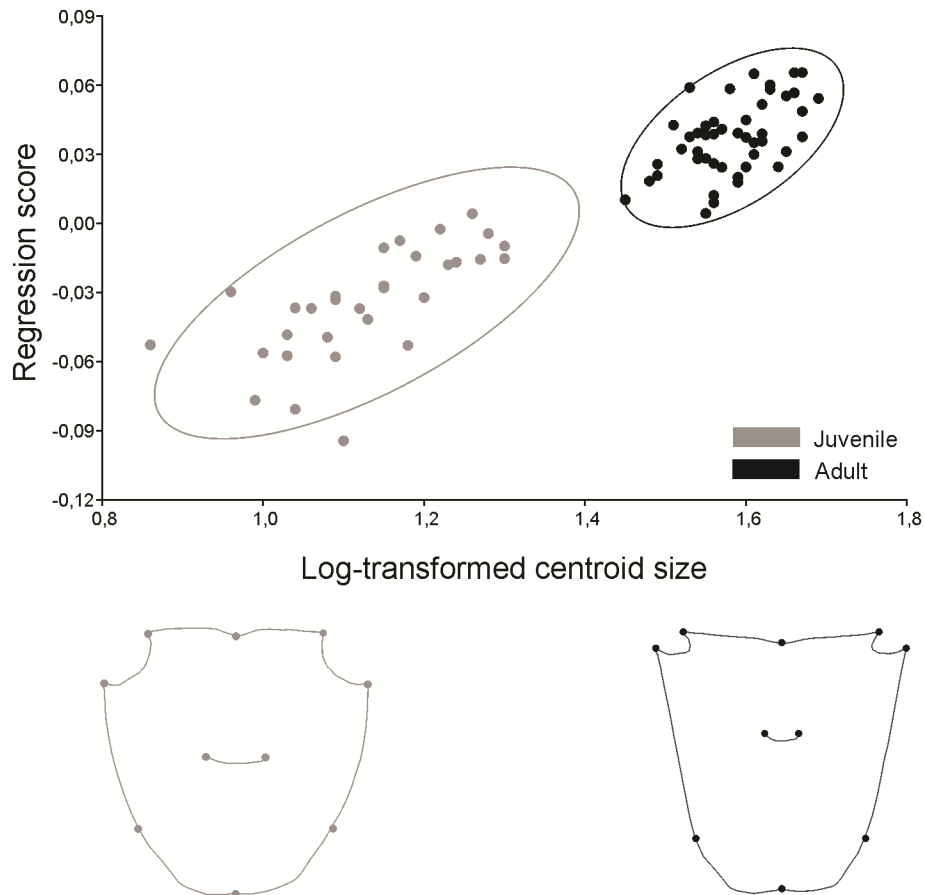 0,09
0,06
0,03
0,00
-0,03
-0,06
-0,09
-0,12
Regression score
Juvenile
Adult
0,8 1,0 1,2 1,4 1,6 1,8
Log-transformed centroid size